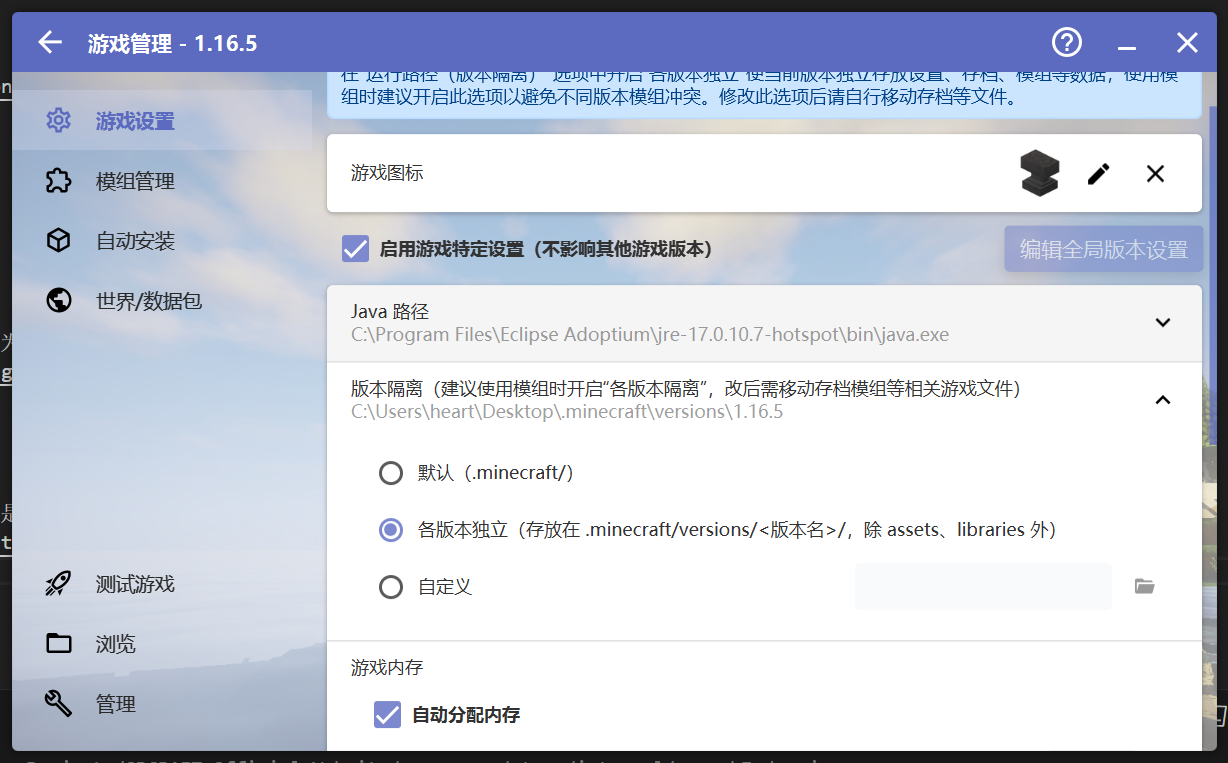 游戏管理 - 1.16.5
在“运行路径（版本隔离）”选项中开启“各版本独立”使当前版本独立存放设置、存档、模组等数据，使用模
组时建议开启此选项以避免不同版本模组冲突。修改此选项后请自行移动存档等文件。
游戏设置
模组管理
自动安装
世界/数据包
测试游戏
浏览
管理
游戏图标
启用游戏特定设置（不影响其他游戏版本）
编辑全局版本设置
Java 路径
C:\Program Files\Eclipse Adoptium\jre-17.0.10.7-hotspot\bin\java.exe
版本隔离（建议使用模组时开启“各版本隔离”，改后需移动存档模组等相关游戏文件）
C:\Users\heart\Desktop\.minecraft\versions\1.16.5
默认（.minecraft/）
各版本独立（存放在 .minecraft/versions/<版本名>/，除 assets、libraries 外）
自定义
游戏内存
自动分配内存